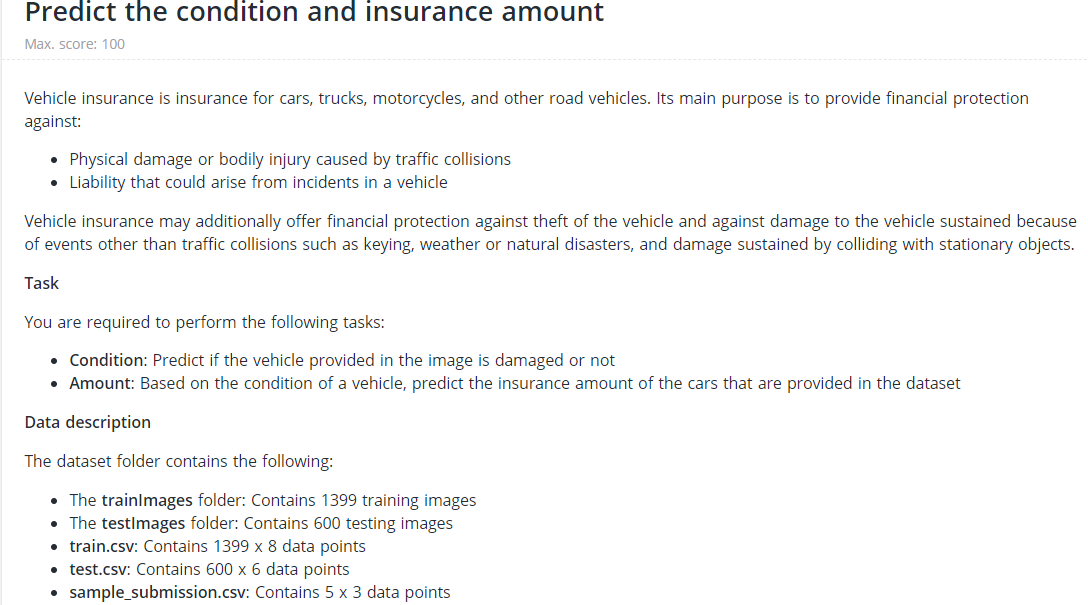 Predict the condition and insurance amount
Max. score: 100
Vehicle insurance is insurance for cars, trucks, motorcycles, and other road vehicles. Its main purpose is to provide financial protection
against:
• Physical damage or bodily injury caused by traffic collisions
• Liability that could arise from incidents in a vehicle
Vehicle insurance may additionally offer financial protection against theft of the vehicle and against damage to the vehicle sustained because
of events other than traffic collisions such as keying, weather or natural disasters, and damage sustained by colliding with stationary objects.
Task
You are required to perform the following tasks:
• Condition: Predict if the vehicle provided in the image is damaged or not
• Amount: Based on the condition of a vehicle, predict the insurance amount of the cars that are provided in the dataset
Data description
The dataset folder contains the following:
• The trainImages folder: Contains 1399 training images
• The testImages folder: Contains 600 testing images
• train.csv: Contains 1399 x 8 data points
• test.csv: Contains 600 x 6 data points
• sample_submission.csv: Contains 5 x 3 data points